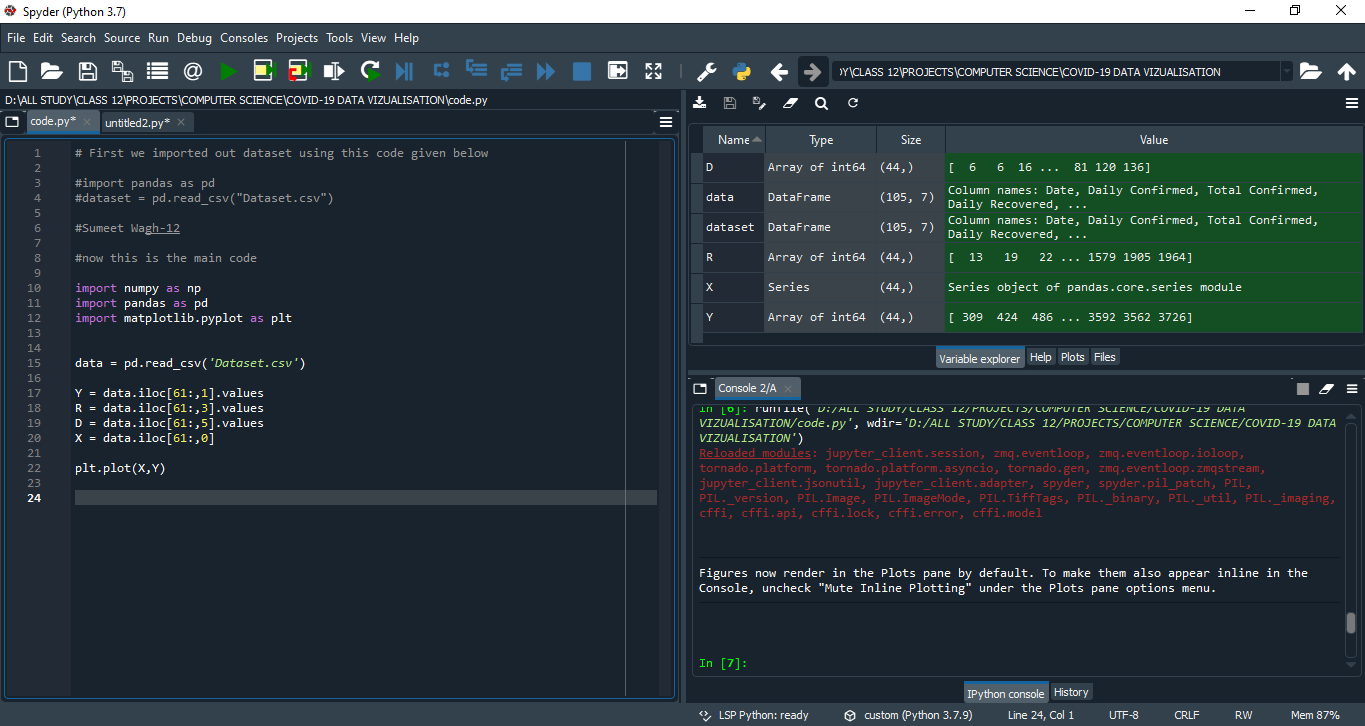 Spyder (Python 3.7)
File Edit Search Source Run Debug Consoles Projects Tools View Help
)Y\CLASS 12\PROJECTS\COMPUTER SCIENCE\COVID-19 DATA VIZUALISATION
D:\ALL STUDY\CLASS 12\PROJECTS\COMPUTER SCIENCE\COVID-19 DATA VIZUALISATION\code.py
code.py* untitled2.py*
1 # First we imported out dataset using this code given below
2
3 #import pandas as pd
4 #dataset = pd.read_csv("Dataset.csv")
5
6 #Sumeet Wagh-12
7
8 #now this is the main code
9
10 import numpy as np
11 import pandas as pd
12 import matplotlib.pyplot as plt
13
14
15 data = pd.read_csv('Dataset.csv')
16
17 Y = data.iloc[61:,1].values
18 R = data.iloc[61:,3].values
19 D = data.iloc[61:,5].values
20 X = data.iloc[61:,0]
21
22 plt.plot(X,Y)
23
24
Name Type Size Value
D Array of int64 (44,) [ 6 6 16 ... 81 120 136]
data DataFrame (105, 7) Column names: Date, Daily Confirmed, Total Confirmed,
Daily Recovered, ...
dataset DataFrame (105, 7) Column names: Date, Daily Confirmed, Total Confirmed,
Daily Recovered, ...
R Array of int64 (44,) [ 13 19 22 ... 1579 1905 1964]
X Series (44,) Series object of pandas.core.series module
Y Array of int64 (44,) [ 309 424 486 ... 3592 3562 3726]
Variable explorer Help Plots Files
Console 2/A
In [6]: runfile('D:/ALL STUDY/CLASS 12/PROJECTS/COMPUTER SCIENCE/COVID-19 DATA
VIZUALISATION/code.py', wdir='D:/ALL STUDY/CLASS 12/PROJECTS/COMPUTER SCIENCE/COVID-19 DATA
VIZUALISATION')
Reloaded modules: jupyter_client.session, zmq.eventloop, zmq.eventloop.ioloop,
tornado.platform, tornado.platform.asyncio, tornado.gen, zmq.eventloop.zmqstream,
jupyter_client.jsonutil, jupyter_client.adapter, spyder, spyder.pil_patch, PIL,
PIL._version, PIL.Image, PIL.ImageMode, PIL.TiffTags, PIL._binary, PIL._util, PIL._imaging,
cffi, cffi.api, cffi.lock, cffi.error, cffi.model
Figures now render in the Plots pane by default. To make them also appear inline in the
Console, uncheck "Mute Inline Plotting" under the Plots pane options menu.
In [7]:
IPython console History
LSP Python: ready custom (Python 3.7.9) Line 24, Col 1 UTF-8 CRLF RW Mem 87%